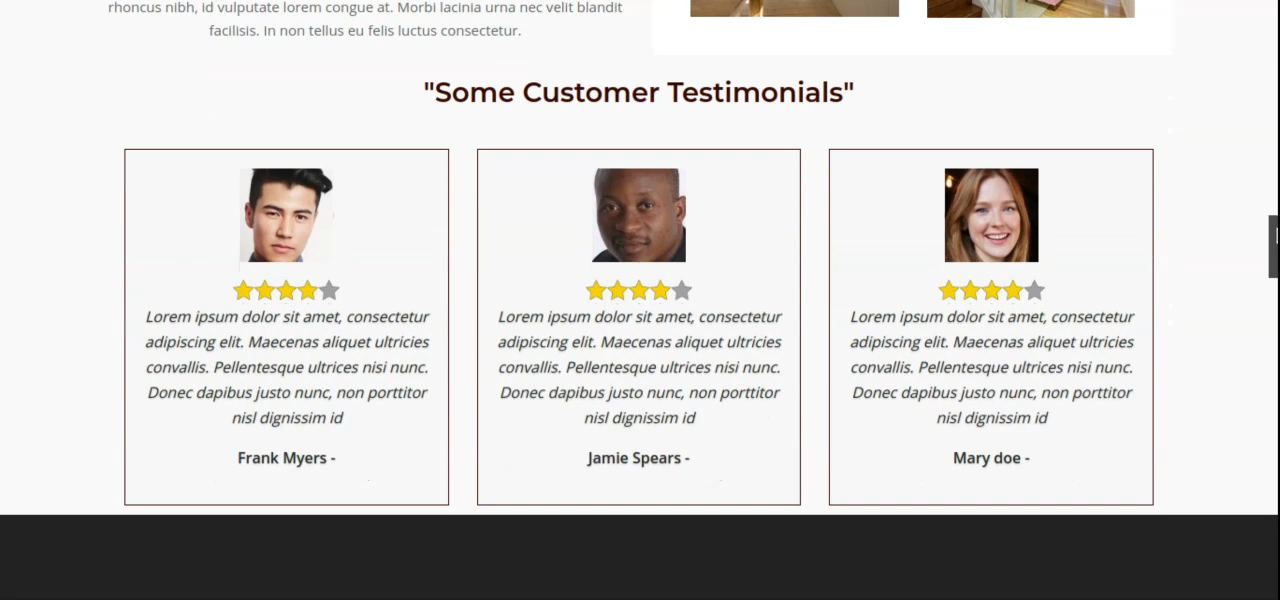 rhoncus nibh, id vulputate lorem congue at. Morbi lacinia urna nec velit blandit
facilisis. In non tellus eu felis luctus consectetur.
"Some Customer Testimonials"
Lorem ipsum dolor sit amet, consectetur
adipiscing elit. Maecenas aliquet ultricies
convallis. Pellentesque ultrices nisi nunc.
Donec dapibus justo nunc, non porttitor
nisl dignissim id
Frank Myers -
Lorem ipsum dolor sit amet, consectetur
adipiscing elit. Maecenas aliquet ultricies
convallis. Pellentesque ultrices nisi nunc.
Donec dapibus justo nunc, non porttitor
nisl dignissim id
Jamie Spears -
Lorem ipsum dolor sit amet, consectetur
adipiscing elit. Maecenas aliquet ultricies
convallis. Pellentesque ultrices nisi nunc.
Donec dapibus justo nunc, non porttitor
nisl dignissim id
Mary doe -